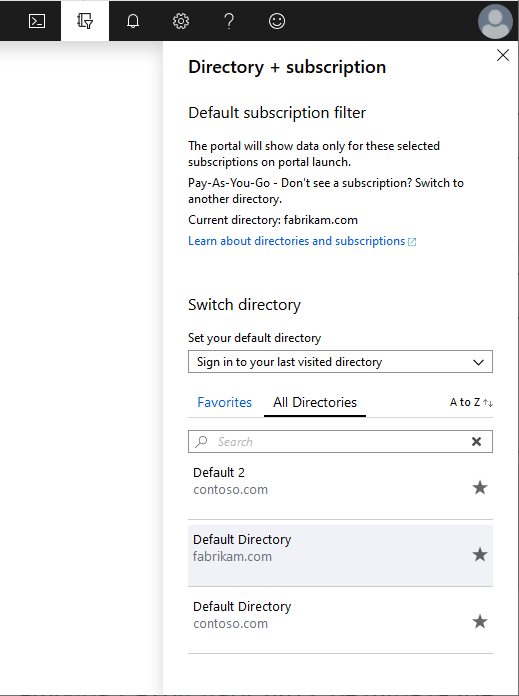 Directory + subscription
Default subscription filter
The portal will show data only for these selected
subscriptions on portal launch.
Pay-As-You-Go - Don't see a subscription? Switch to
another directory.
Current directory: fabrikam.com
Learn about directories and subscriptions
Switch directory
Set your default directory
Sign in to your last visited directory
Favorites All Directories A to Z
Search
Default 2
contoso.com
Default Directory
fabrikam.com
Default Directory
contoso.com